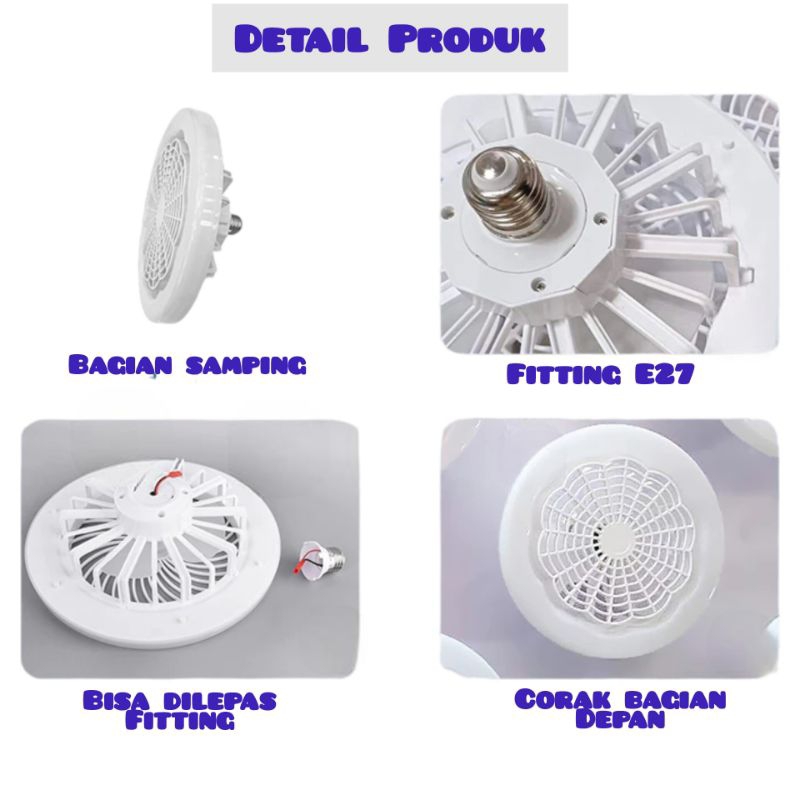 Detail Produk
Bagian samping
Fitting E27
Bisa dilepas
Fitting
Corak bagian
Depan